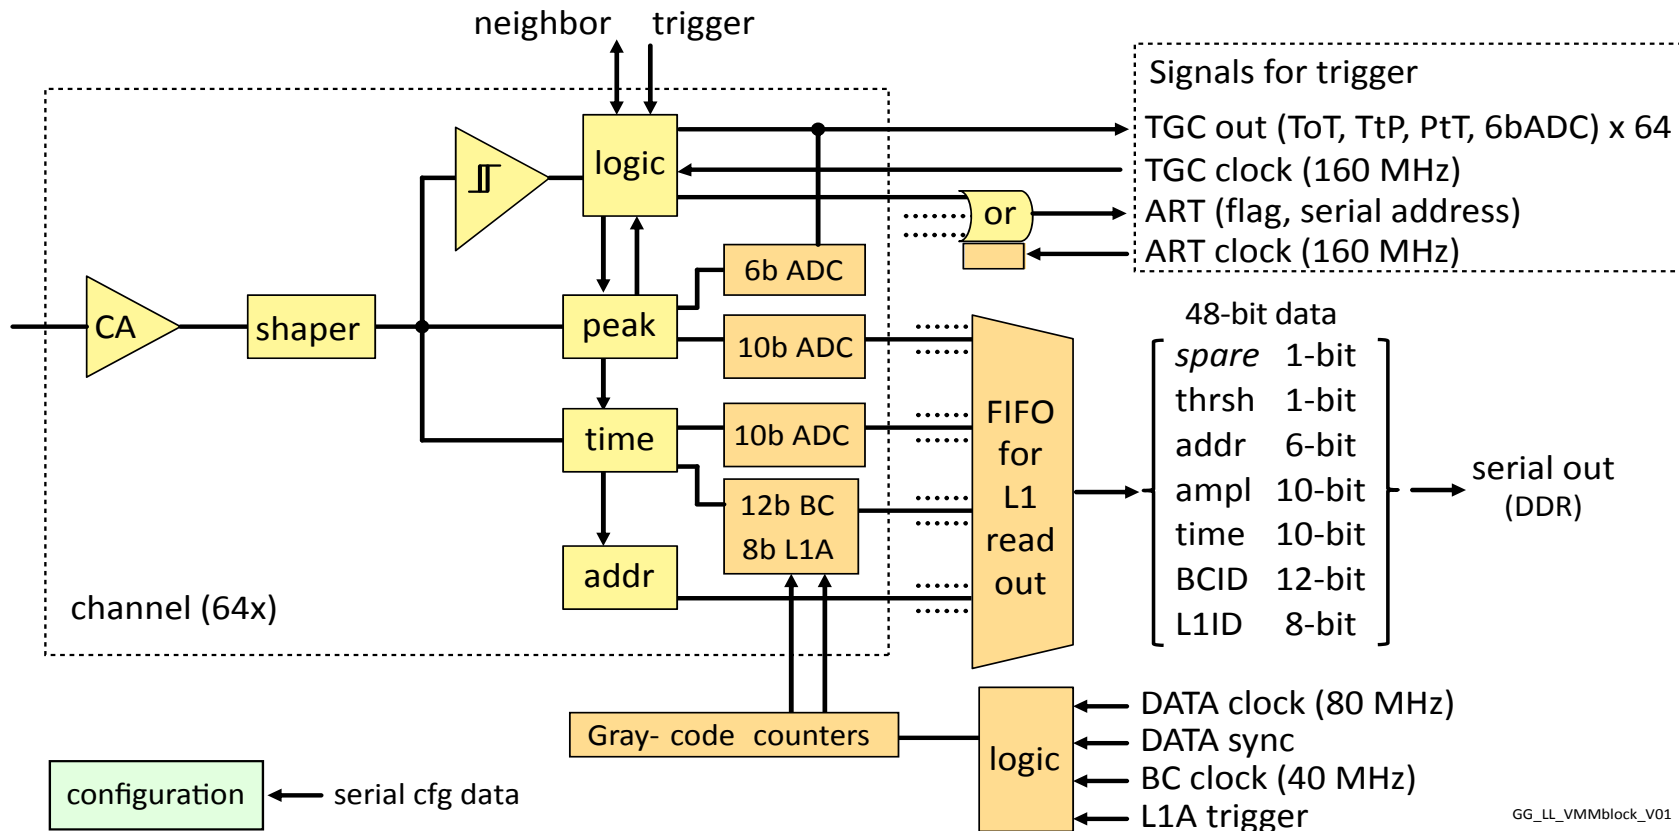 neighbor trigger
Signals for trigger
TGC out (ToT, TtP, PtT, 6bADC) x 64
logic
TGC clock (160 MHz)
or
ART (flag, serial address)
ART clock (160 MHz)
6b ADC
CA
shaper
peak
10b ADC
time
10b ADC
12b BC
8b L1A
addr
channel (64x)
FIFO
for
L1
read
out
48-bit data
spare 1-bit
thrsh 1-bit
addr 6-bit
ampl 10-bit
time 10-bit
BCID 12-bit
L1ID 8-bit
serial out
(DDR)
Gray- code counters
logic
DATA clock (80 MHz)
DATA sync
BC clock (40 MHz)
L1A trigger
configuration
serial cfg data
GG_LL_VMMblock_V01